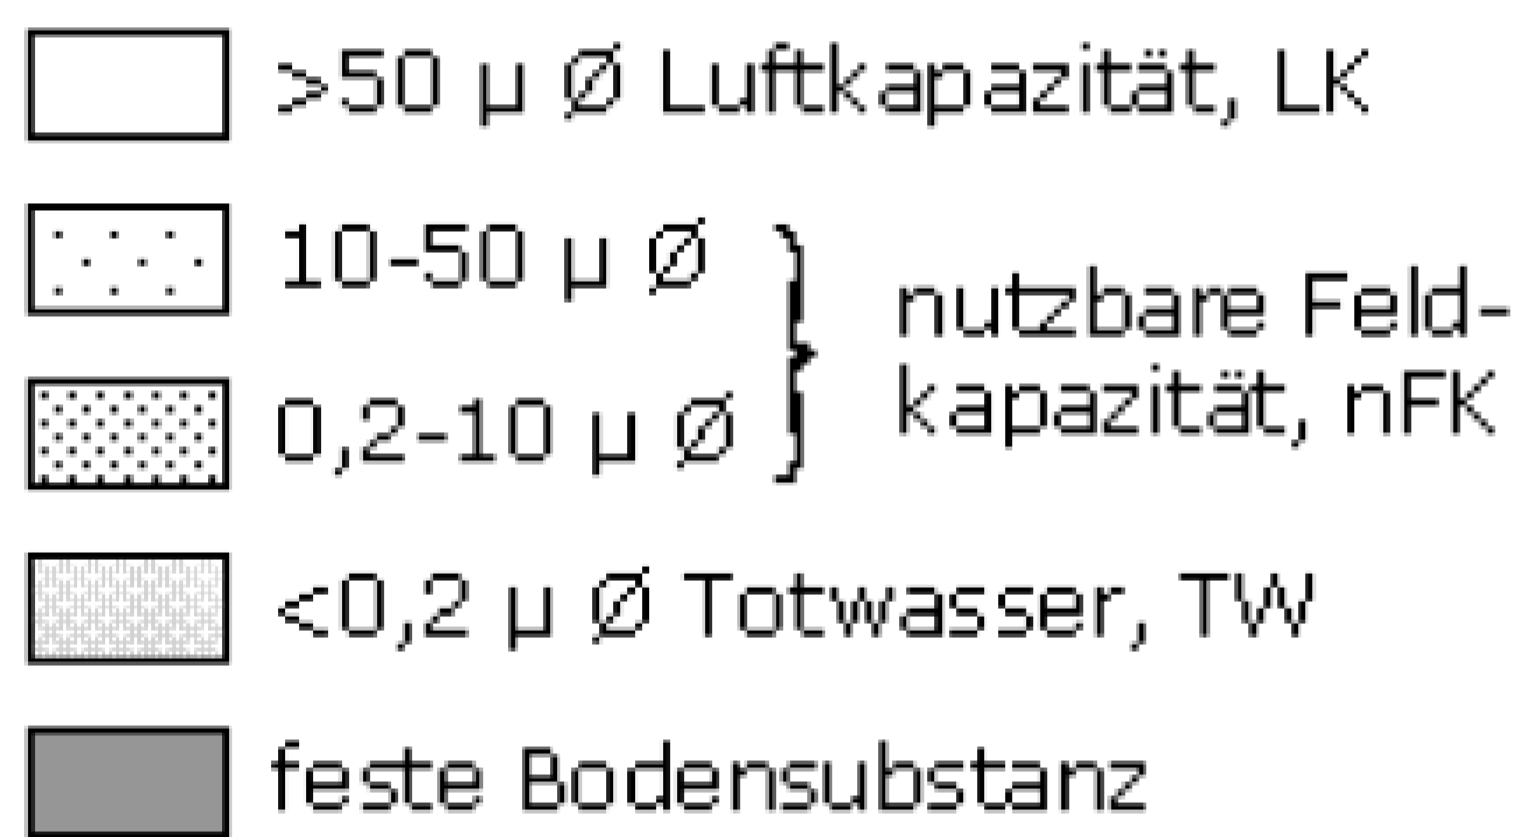 >50 µ Ø Luftkapazität, LK
10-50 µ Ø
0,2-10 µ Ø
nutzbare Feld-
kapazität, nFK
<0,2 µ Ø Totwasser, TW
feste Bodensubstanz